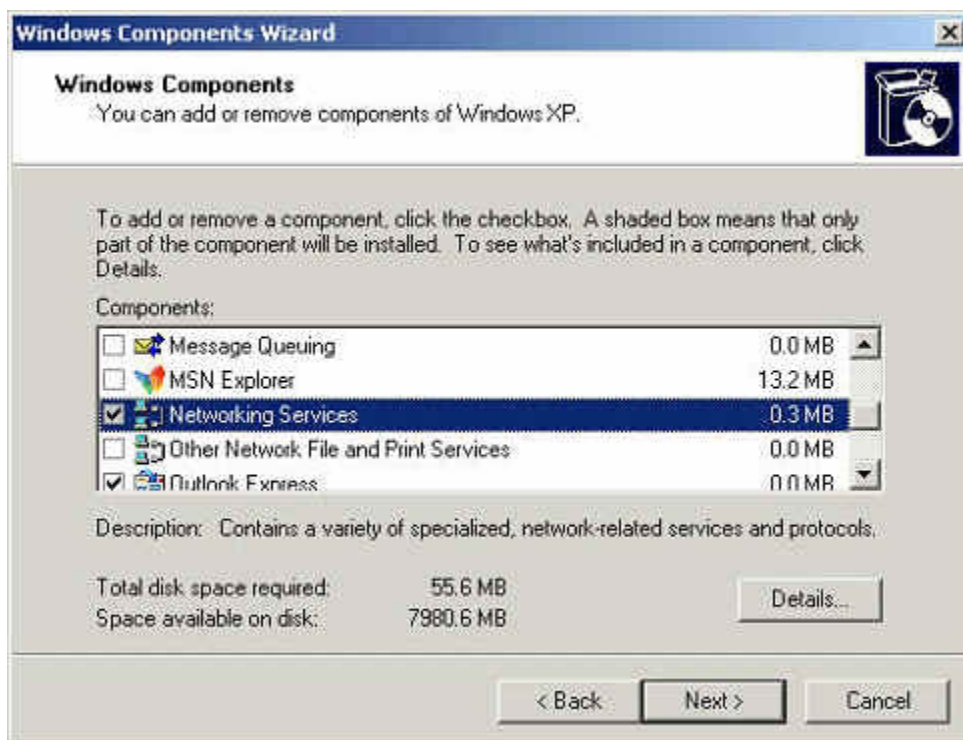 Windows Components Wizard
Windows Components
You can add or remove components of Windows XP.
To add or remove a component, click the checkbox. A shaded box means that only
part of the component will be installed. To see what's included in a component, click
Details.
Components:
Message Queuing 0.0 MB
MSN Explorer 13.2 MB
Networking Services 0.3 MB
Other Network File and Print Services 0.0 MB
Outlook Express 0.0 MB
Description: Contains a variety of specialized, network-related services and protocols.
Total disk space required: 55.6 MB
Space available on disk: 7980.6 MB
Details...
< Back Next > Cancel